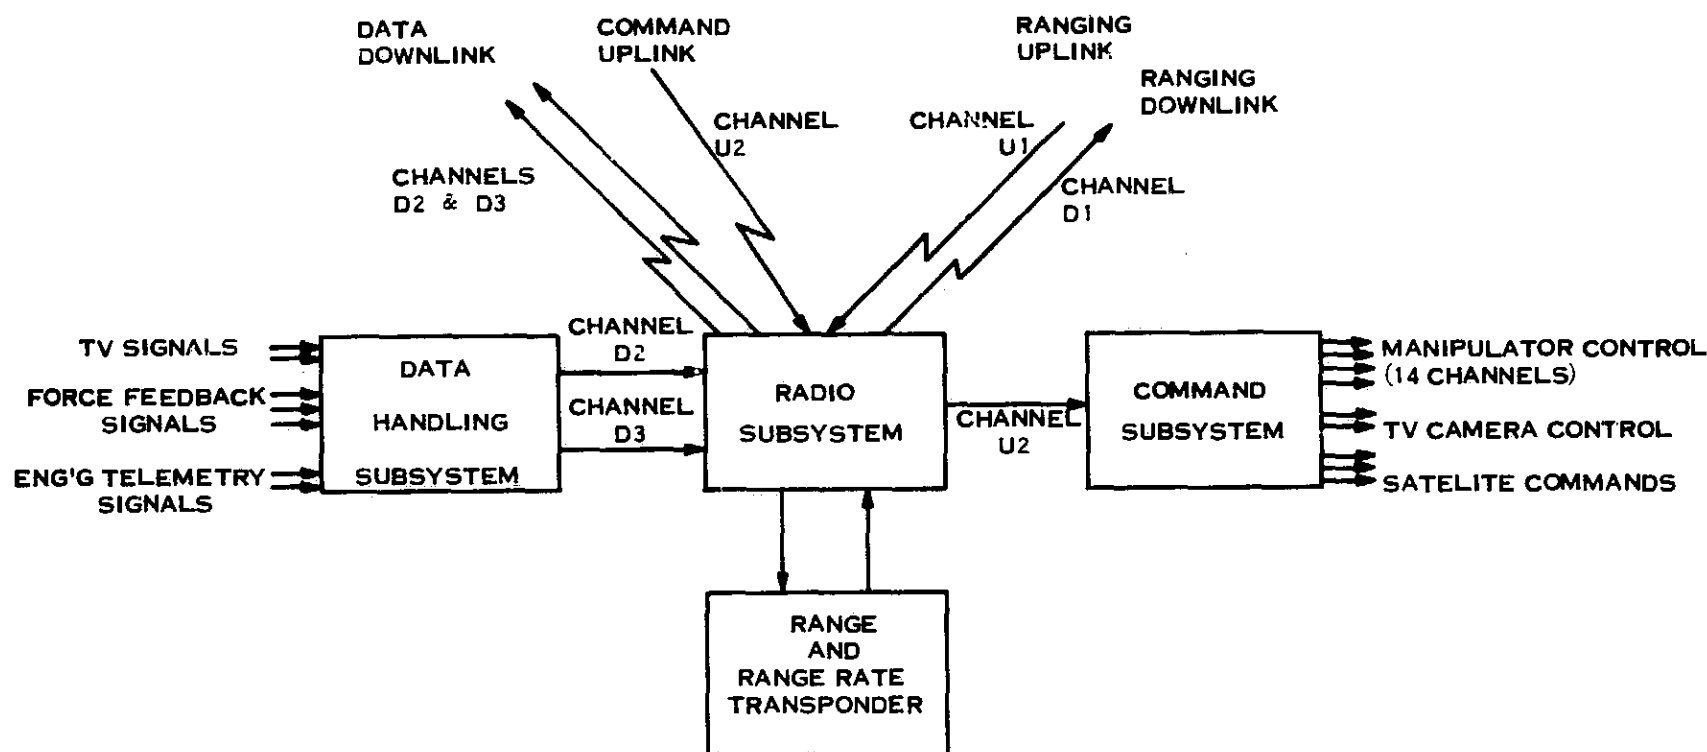 DATA
DOWNLINK
COMMAND
UPLINK
RANGING
UPLINK
RANGING
DOWNLINK
CHANNEL
U2
CHANNEL
U1
CHANNELS
D2 & D3
CHANNEL
D1
TV SIGNALS
FORCE FEEDBACK
SIGNALS
ENG'G TELEMETRY
SIGNALS
DATA
HANDLING
SUBSYSTEM
CHANNEL
D2
CHANNEL
D3
RADIO
SUBSYSTEM
CHANNEL
U2
COMMAND
SUBSYSTEM
MANIPULATOR CONTROL
(14 CHANNELS)
TV CAMERA CONTROL
SATELITE COMMANDS
RANGE
AND
RANGE RATE
TRANSPONDER